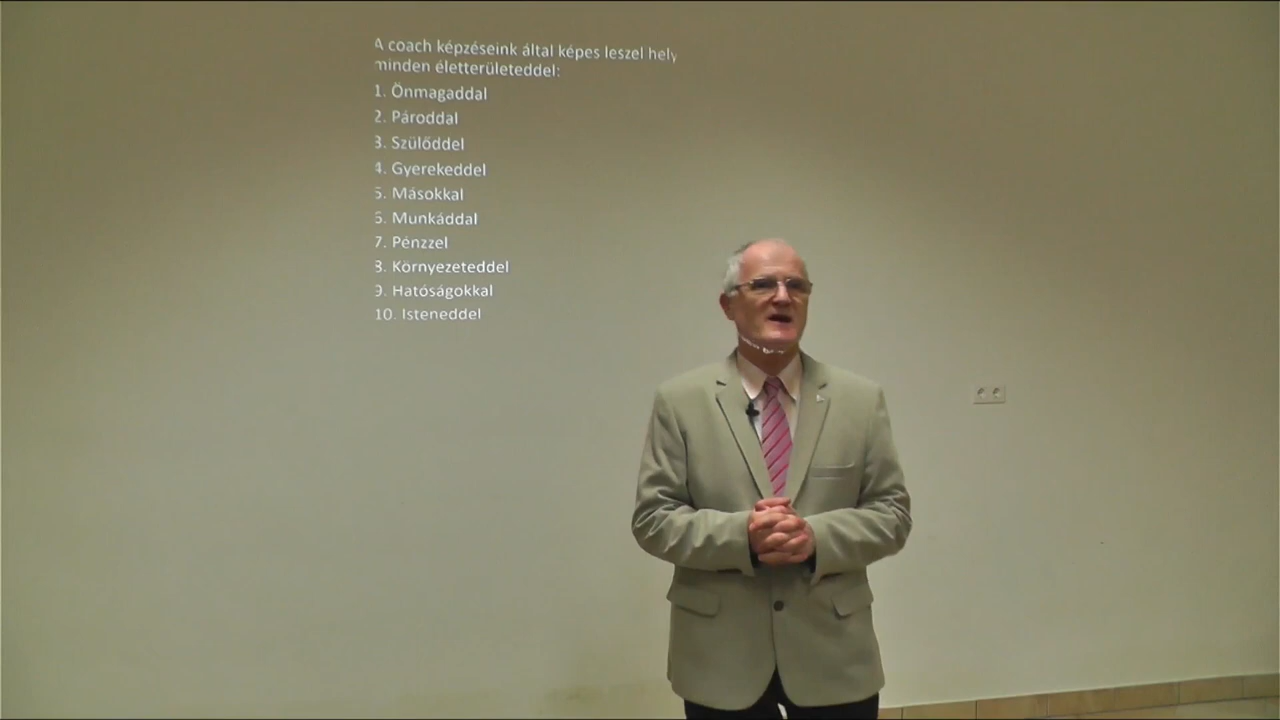 A coach képzéseink által képes leszel hely
minden életterületeddel:
1. Önmagaddal
2. Pároddal
3. Szülőddel
4. Gyerekeddel
5. Másokkal
6. Munkáddal
7. Pénzzel
8. Környezeteddel
9. Hatóságokkal
10. Isteneddel